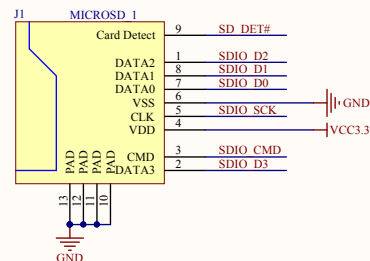 J1 MICROSD_1
Card Detect 9 SD_DET#
DATA2 1 SDIO_D2
DATA1 8 SDIO_D1
DATA0 7 SDIO_D0
VSS 6 GND
CLK 5 SDIO_SCK
VDD 4 VCC3.3
CMD 3 SDIO_CMD
DATA3 2 SDIO_D3
PAD PAD PAD PAD
13 12 11 10
GND